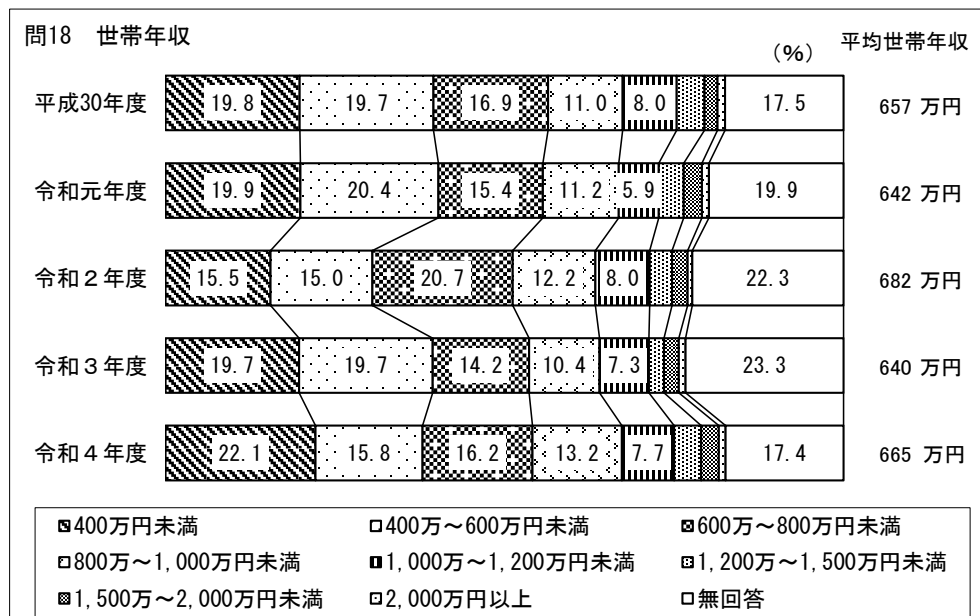 問18　世帯年収
(%)
平均世帯年収
平成30年度 19.8 19.7 16.9 11.0 8.0 17.5 657 万円
令和元年度 19.9 20.4 15.4 11.2 5.9 19.9 642 万円
令和２年度 15.5 15.0 20.7 12.2 8.0 22.3 682 万円
令和３年度 19.7 19.7 14.2 10.4 7.3 23.3 640 万円
令和４年度 22.1 15.8 16.2 13.2 7.7 17.4 665 万円
400万円未満 400万～600万円未満 600万～800万円未満
800万～1,000万円未満 1,000万～1,200万円未満 1,200万～1,500万円未満
1,500万～2,000万円未満 2,000万円以上 無回答